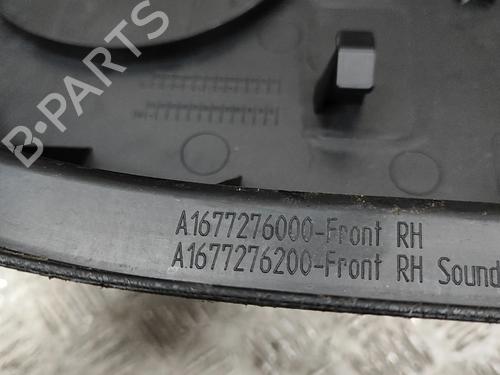 B-PARTS
A1677276000-Front RH
A1677276200-Front RH Sound